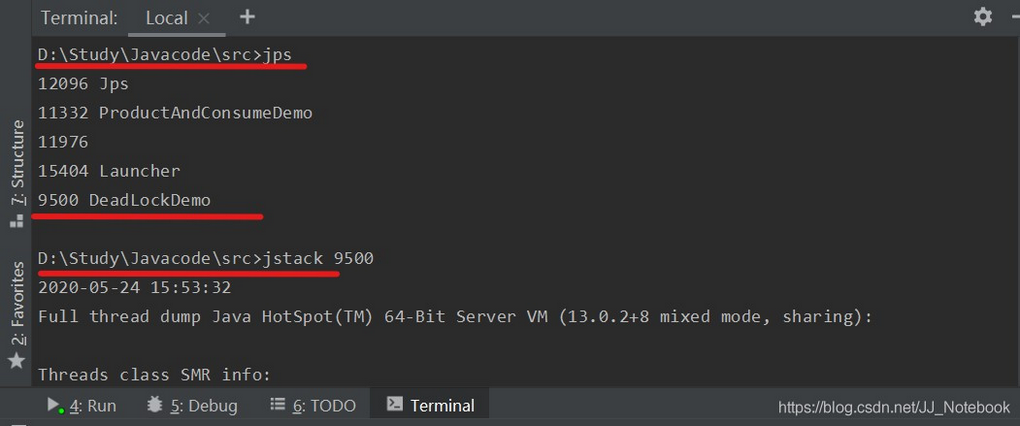 Terminal: Local × +
D:\Study\Javacode\src>jps
12096 Jps
11332 ProductAndConsumeDemo
11976
15404 Launcher
9500 DeadLockDemo
D:\Study\Javacode\src>jstack 9500
2020-05-24 15:53:32
Full thread dump Java HotSpot(TM) 64-Bit Server VM (13.0.2+8 mixed mode, sharing):
Threads class SMR info:
7: Structure
2: Favorites
4: Run 5: Debug 6: TODO Terminal
https://blog.csdn.net/JJ_Notebook